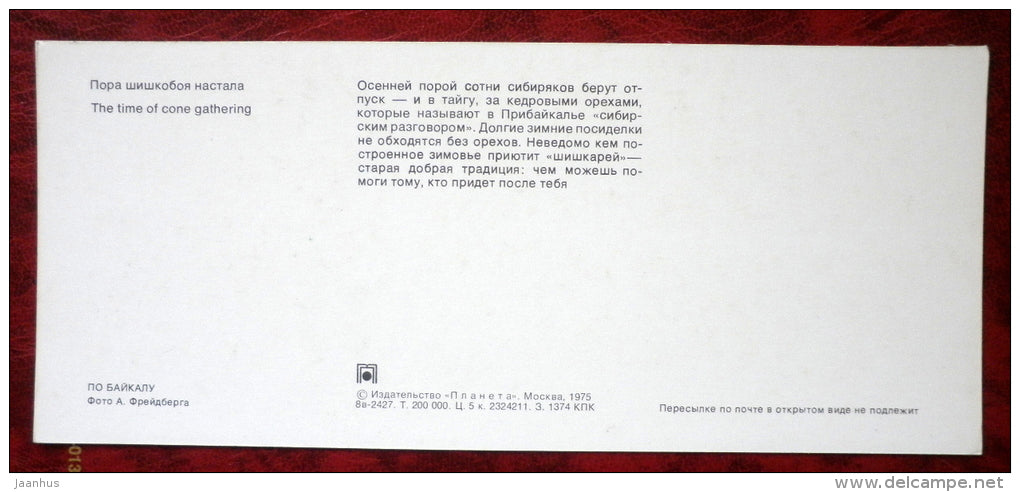 Пора шишкобоя настала
The time of cone gathering
Осенней порой сотни сибиряков берут от-
пуск — и в тайгу, за кедровыми орехами,
которые называют в Прибайкалье «сибир-
ским разговором». Долгие зимние посиделки
не обходятся без орехов. Неведомо кем по-
строенное зимовье приютит «шишкарей»—
старая добрая традиция: чем можешь по-
моги тому, кто придет после тебя
ПО БАЙКАЛУ
Фото А. Фрейдберга
© Издательство «Планета». Москва, 1975
8в-2427. Т. 200 000. Ц. 5 к. 2324211. З. 1374 КПК
Пересылке по почте в открытом виде не подлежит
013
Jaanhus
delcampe.net